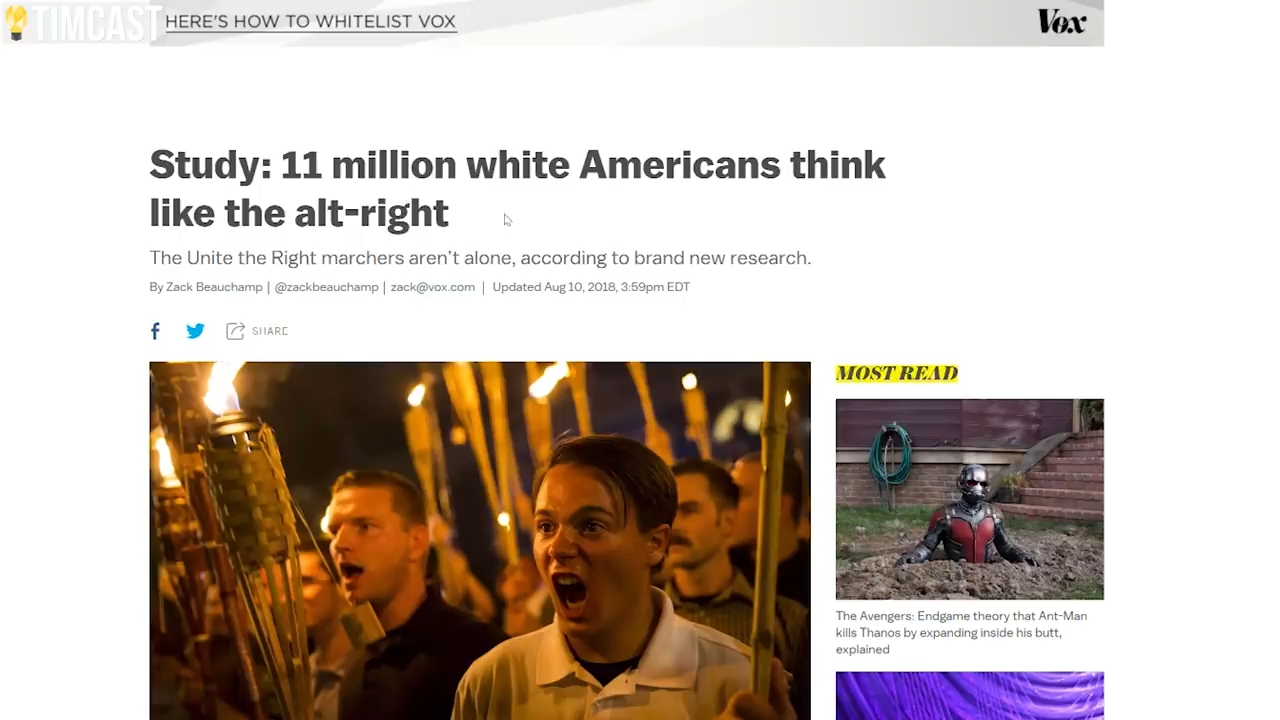 TIMCAST
HERE'S HOW TO WHITELIST VOX
Vox
Study: 11 million white Americans think
like the alt-right
The Unite the Right marchers aren't alone, according to brand new research.
By Zack Beauchamp | @zackbeauchamp | zack@vox.com | Updated Aug 10, 2018, 3:59pm EDT
SHARE
MOST READ
The Avengers: Endgame theory that Ant-Man
kills Thanos by expanding inside his butt,
explained